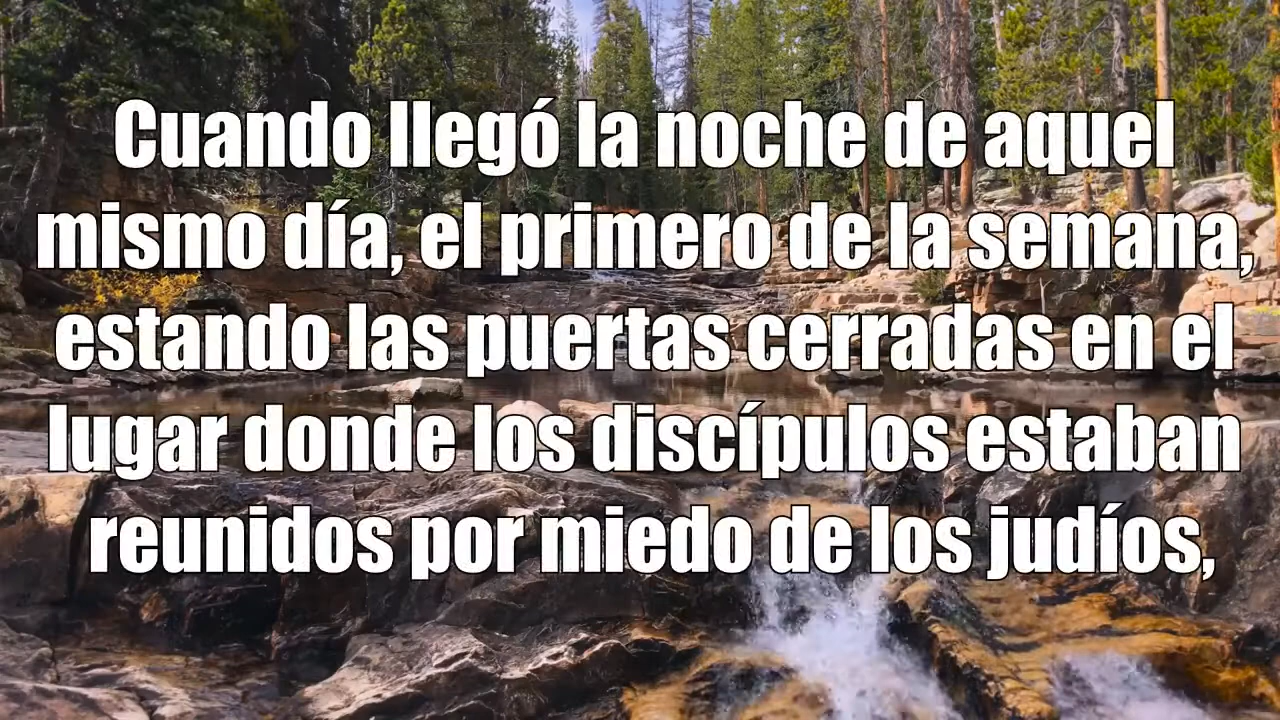 Cuando llegó la noche de aquel
mismo día, el primero de la semana,
estando las puertas cerradas en el
lugar donde los discípulos estaban
reunidos por miedo de los judíos,